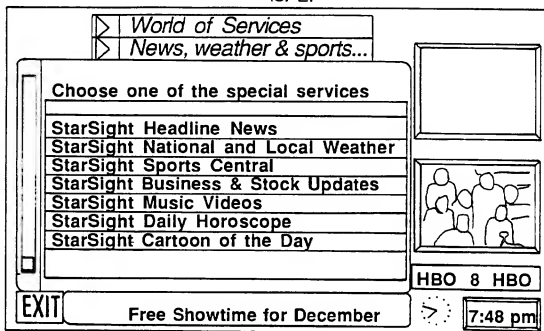 World of Services
News, weather & sports...
Choose one of the special services
StarSight Headline News
StarSight National and Local Weather
StarSight Sports Central
StarSight Business & Stock Updates
StarSight Music Videos
StarSight Daily Horoscope
StarSight Cartoon of the Day
HBO 8 HBO
EXIT
Free Showtime for December
7:48 pm